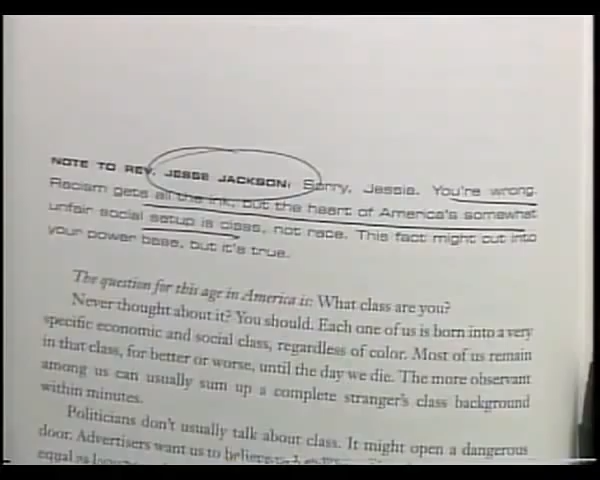 NOTE TO REV. JESSE JACKSON: Sorry, Jessie. You're wrong.
Racism gets all the ink, but the heart of America's somewhat
unfair social setup is class, not race. This fact might cut into
your power base, but it's true.
The question for this age in America is: What class are you?
Never thought about it? You should. Each one of us is born into a very
specific economic and social class, regardless of color. Most of us remain
in that class, for better or worse, until the day we die. The more observant
among us can usually sum up a complete stranger's class background
within minutes.
Politicians don't usually talk about class. It might open a dangerous
door. Advertisers want us to believe
equal as